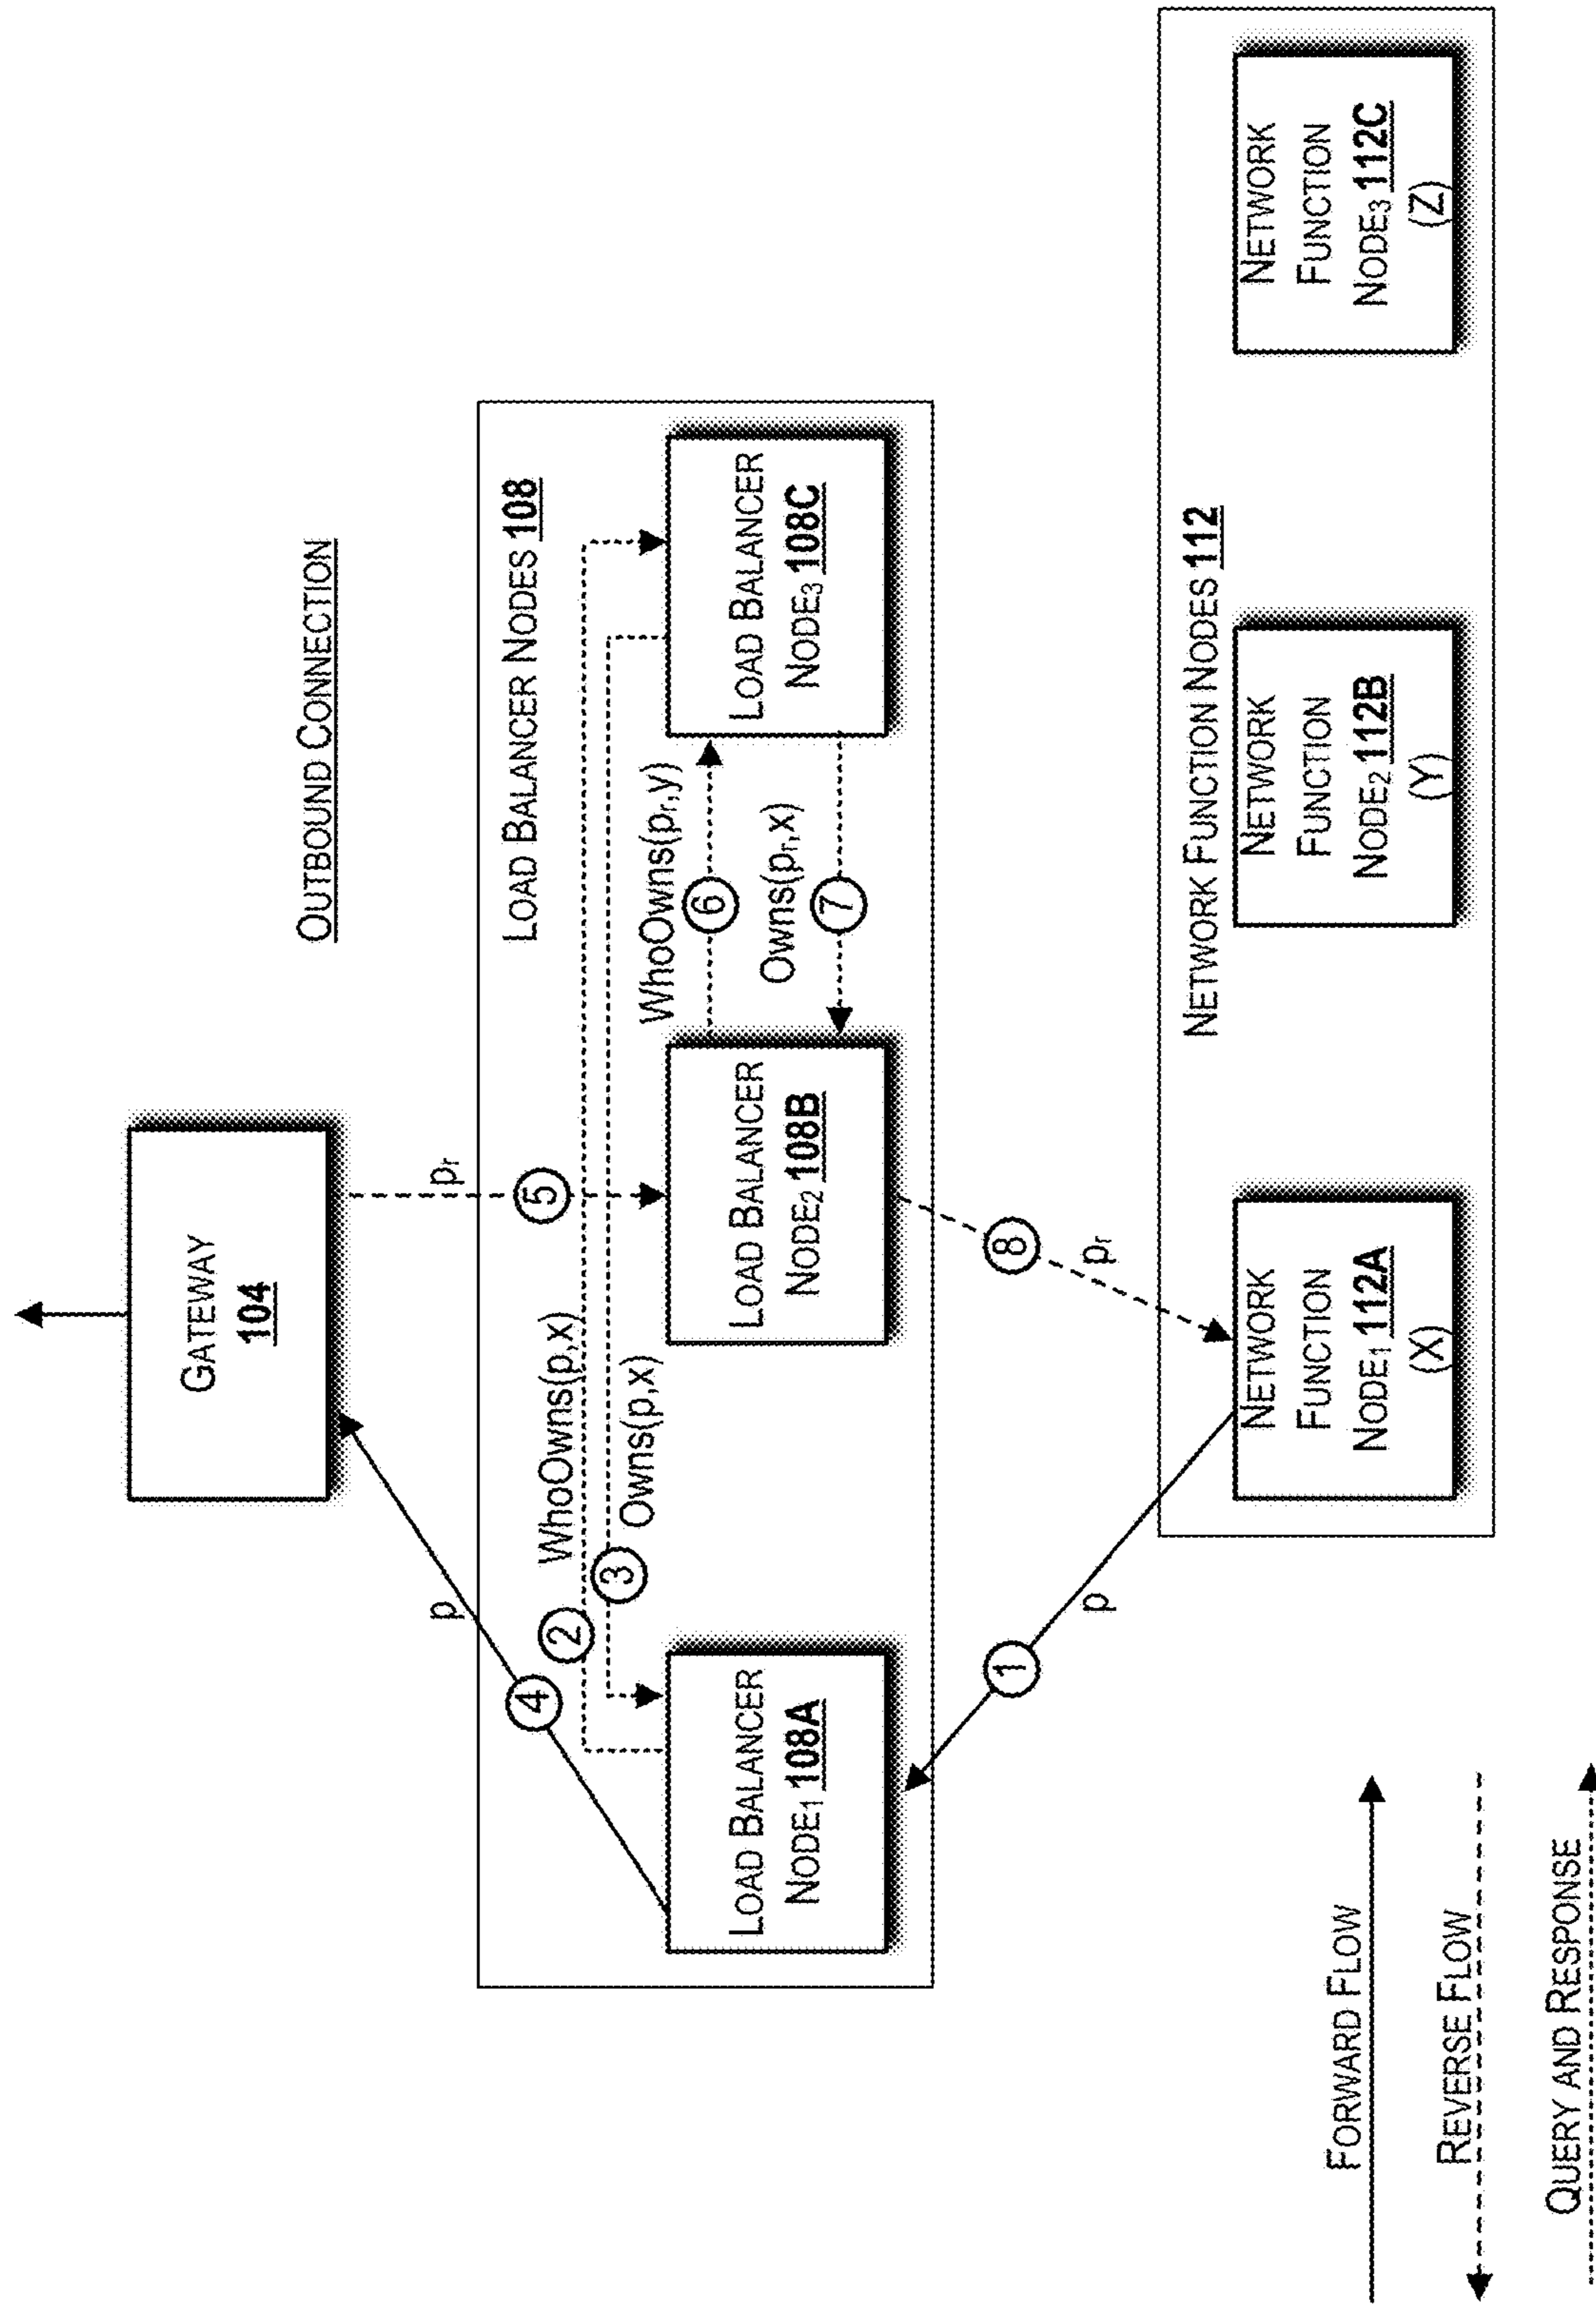 OUTBOUND CONNECTION
GATEWAY
104
p
pr
4
5
LOAD BALANCER NODES 108
2
WhoOwns(p,x)
3
Owns(p,x)
WhoOwns(pr,y)
6
Owns(pr,x)
7
LOAD BALANCER
NODE1 108A
LOAD BALANCER
NODE2 108B
LOAD BALANCER
NODE3 108C
1
p
8
pr
NETWORK FUNCTION NODES 112
NETWORK
FUNCTION
NODE1 112A
(X)
NETWORK
FUNCTION
NODE2 112B
(Y)
NETWORK
FUNCTION
NODE3 112C
(Z)
FORWARD FLOW
REVERSE FLOW
QUERY AND RESPONSE